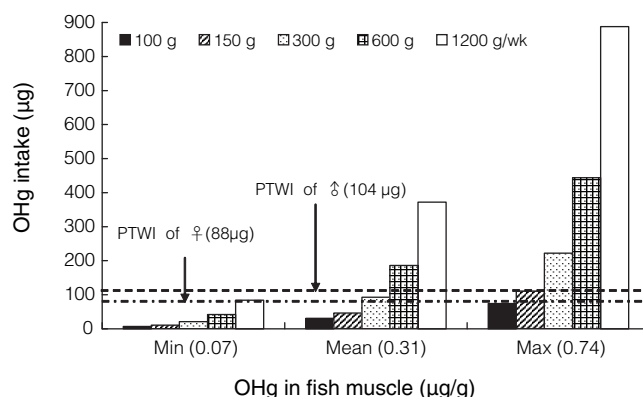 900
800
700
600
500
400
300
200
100
0
OHg intake (µg)
100 g 150 g 300 g 600 g 1200 g/wk
PTWI of ♂ (104 µg)
PTWI of ♀ (88µg)
Min (0.07) Mean (0.31) Max (0.74)
OHg in fish muscle (µg/g)